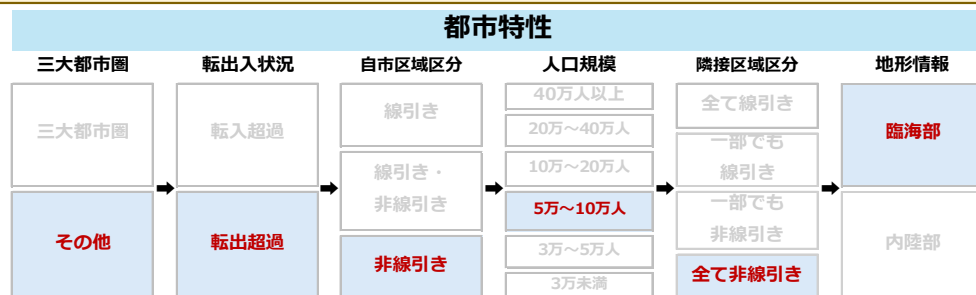 都市特性
三大都市圏
転出入状況
自市区域区分
人口規模
隣接区域区分
地形情報
三大都市圏
その他
転入超過
転出超過
線引き
線引き・
非線引き
非線引き
40万人以上
20万～40万人
10万～20万人
5万～10万人
3万～5万人
3万未満
全て線引き
一部でも
線引き
一部でも
非線引き
全て非線引き
臨海部
内陸部